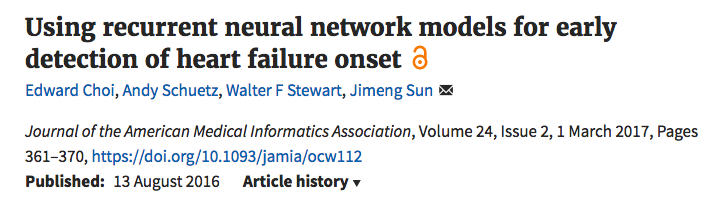 Using recurrent neural network models for early
detection of heart failure onset
Edward Choi, Andy Schuetz, Walter F Stewart, Jimeng Sun
Journal of the American Medical Informatics Association, Volume 24, Issue 2, 1 March 2017, Pages
361–370, https://doi.org/10.1093/jamia/ocw112
Published: 13 August 2016 Article history ▾